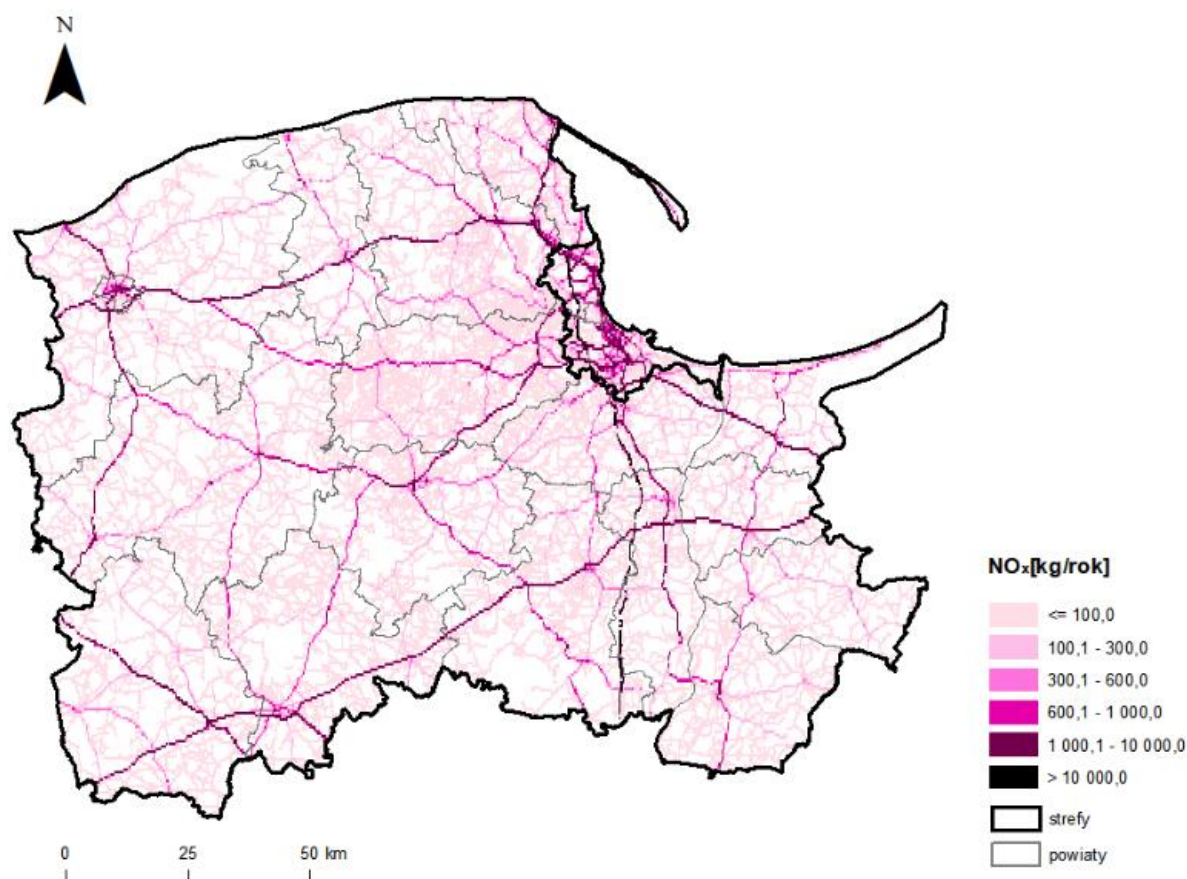 N
NOx[kg/rok]
<= 100,0
100,1 - 300,0
300,1 - 600,0
600,1 - 1 000,0
1 000,1 - 10 000,0
> 10 000,0
strefy
powiaty
0 25 50 km